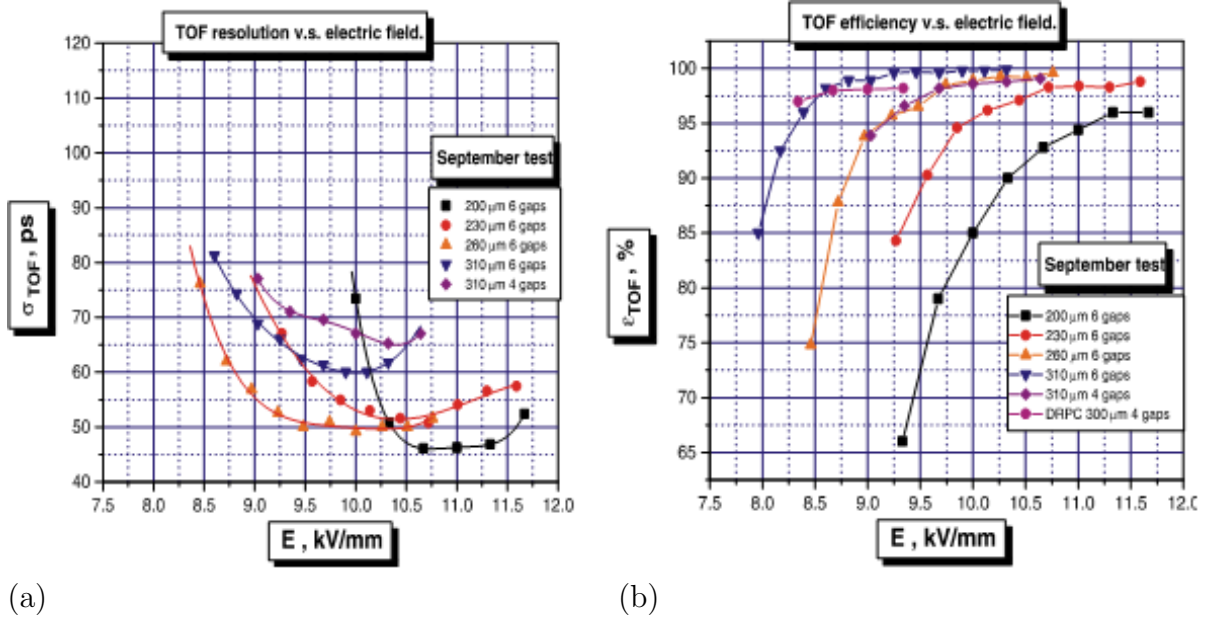 TOF resolution v.s. electric field.
120
110
100
90
80
70
60
50
40
7.5 8.0 8.5 9.0 9.5 10.0 10.5 11.0 11.5 12.0
σTOF, ps
E , kV/mm
September test
200 μm 6 gaps
230 μm 6 gaps
260 μm 6 gaps
310 μm 6 gaps
310 μm 4 gaps
(a)
TOF efficiency v.s. electric field.
100
95
90
85
80
75
70
65
7.5 8.0 8.5 9.0 9.5 10.0 10.5 11.0 11.5 12.0
εTOF, %
E , kV/mm
September test
200 μm 6 gaps
230 μm 6 gaps
260 μm 6 gaps
310 μm 6 gaps
310 μm 4 gaps
DRPC 300 μm 4 gaps
(b)